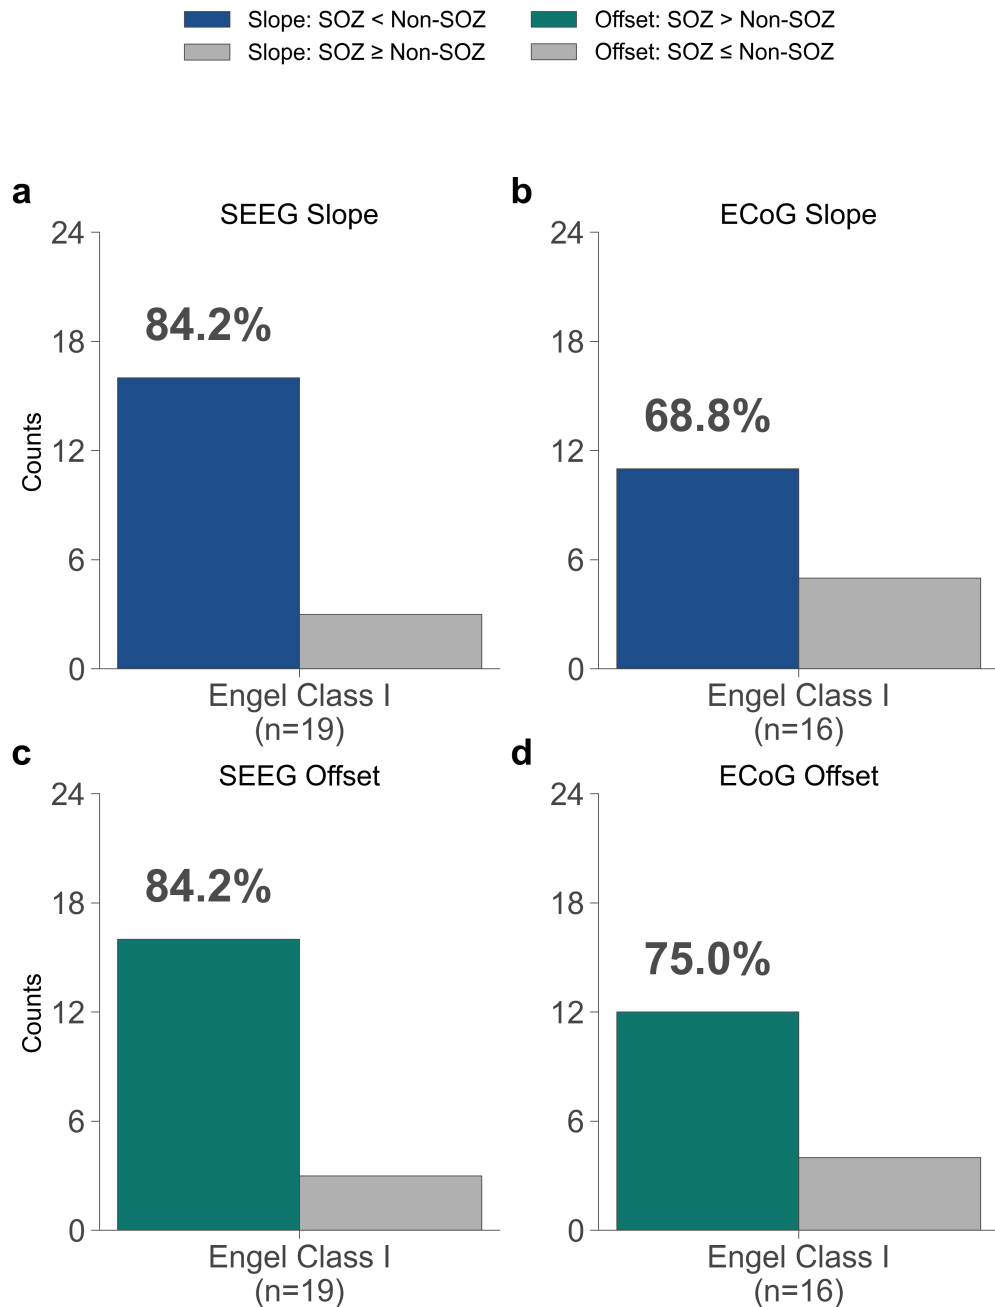 Slope: SOZ < Non-SOZ
Offset: SOZ > Non-SOZ
Slope: SOZ ≥ Non-SOZ
Offset: SOZ ≤ Non-SOZ
a
SEEG Slope
24
18
12
6
0
Counts
84.2%
Engel Class I
(n=19)
b
ECoG Slope
24
18
12
6
0
68.8%
Engel Class I
(n=16)
c
SEEG Offset
24
18
12
6
0
Counts
84.2%
Engel Class I
(n=19)
d
ECoG Offset
24
18
12
6
0
75.0%
Engel Class I
(n=16)